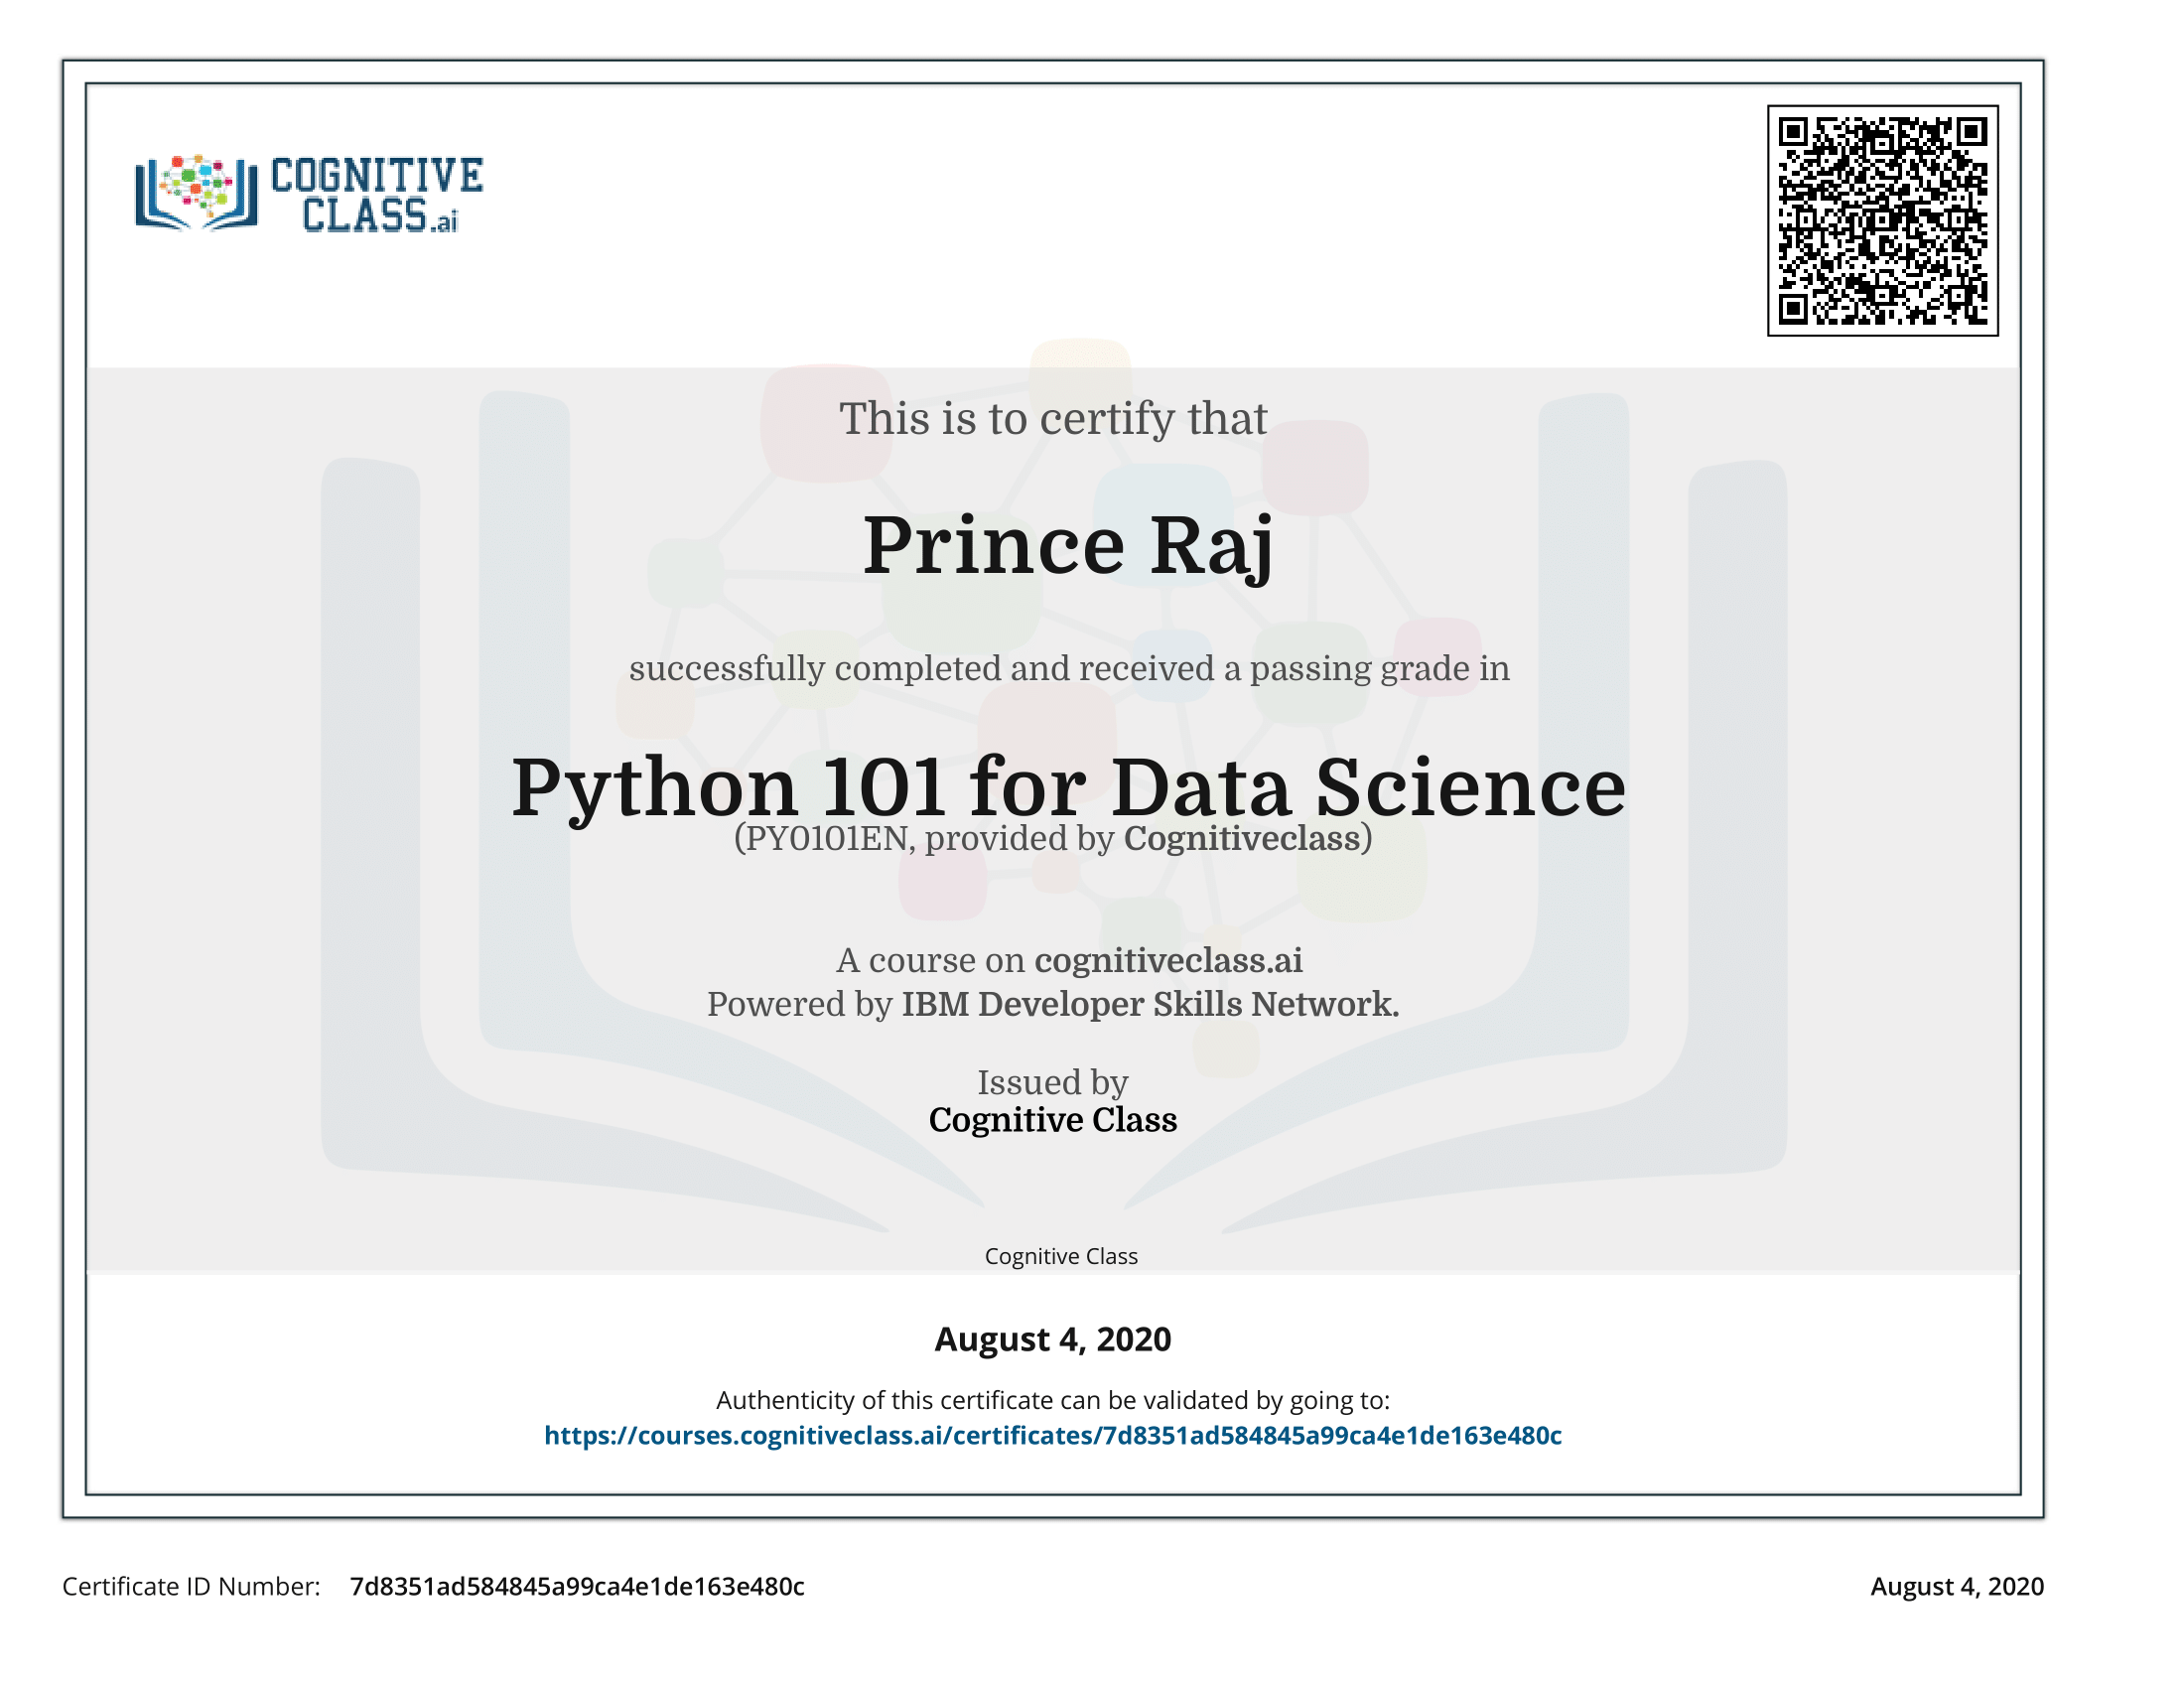 COGNITIVE
CLASS.ai
This is to certify that
Prince Raj
successfully completed and received a passing grade in
Python 101 for Data Science
(PY0101EN, provided by Cognitiveclass)
A course on cognitiveclass.ai
Powered by IBM Developer Skills Network.
Issued by
Cognitive Class
Cognitive Class
August 4, 2020
Authenticity of this certificate can be validated by going to:
https://courses.cognitiveclass.ai/certificates/7d8351ad584845a99ca4e1de163e480c
Certificate ID Number: 7d8351ad584845a99ca4e1de163e480c
August 4, 2020